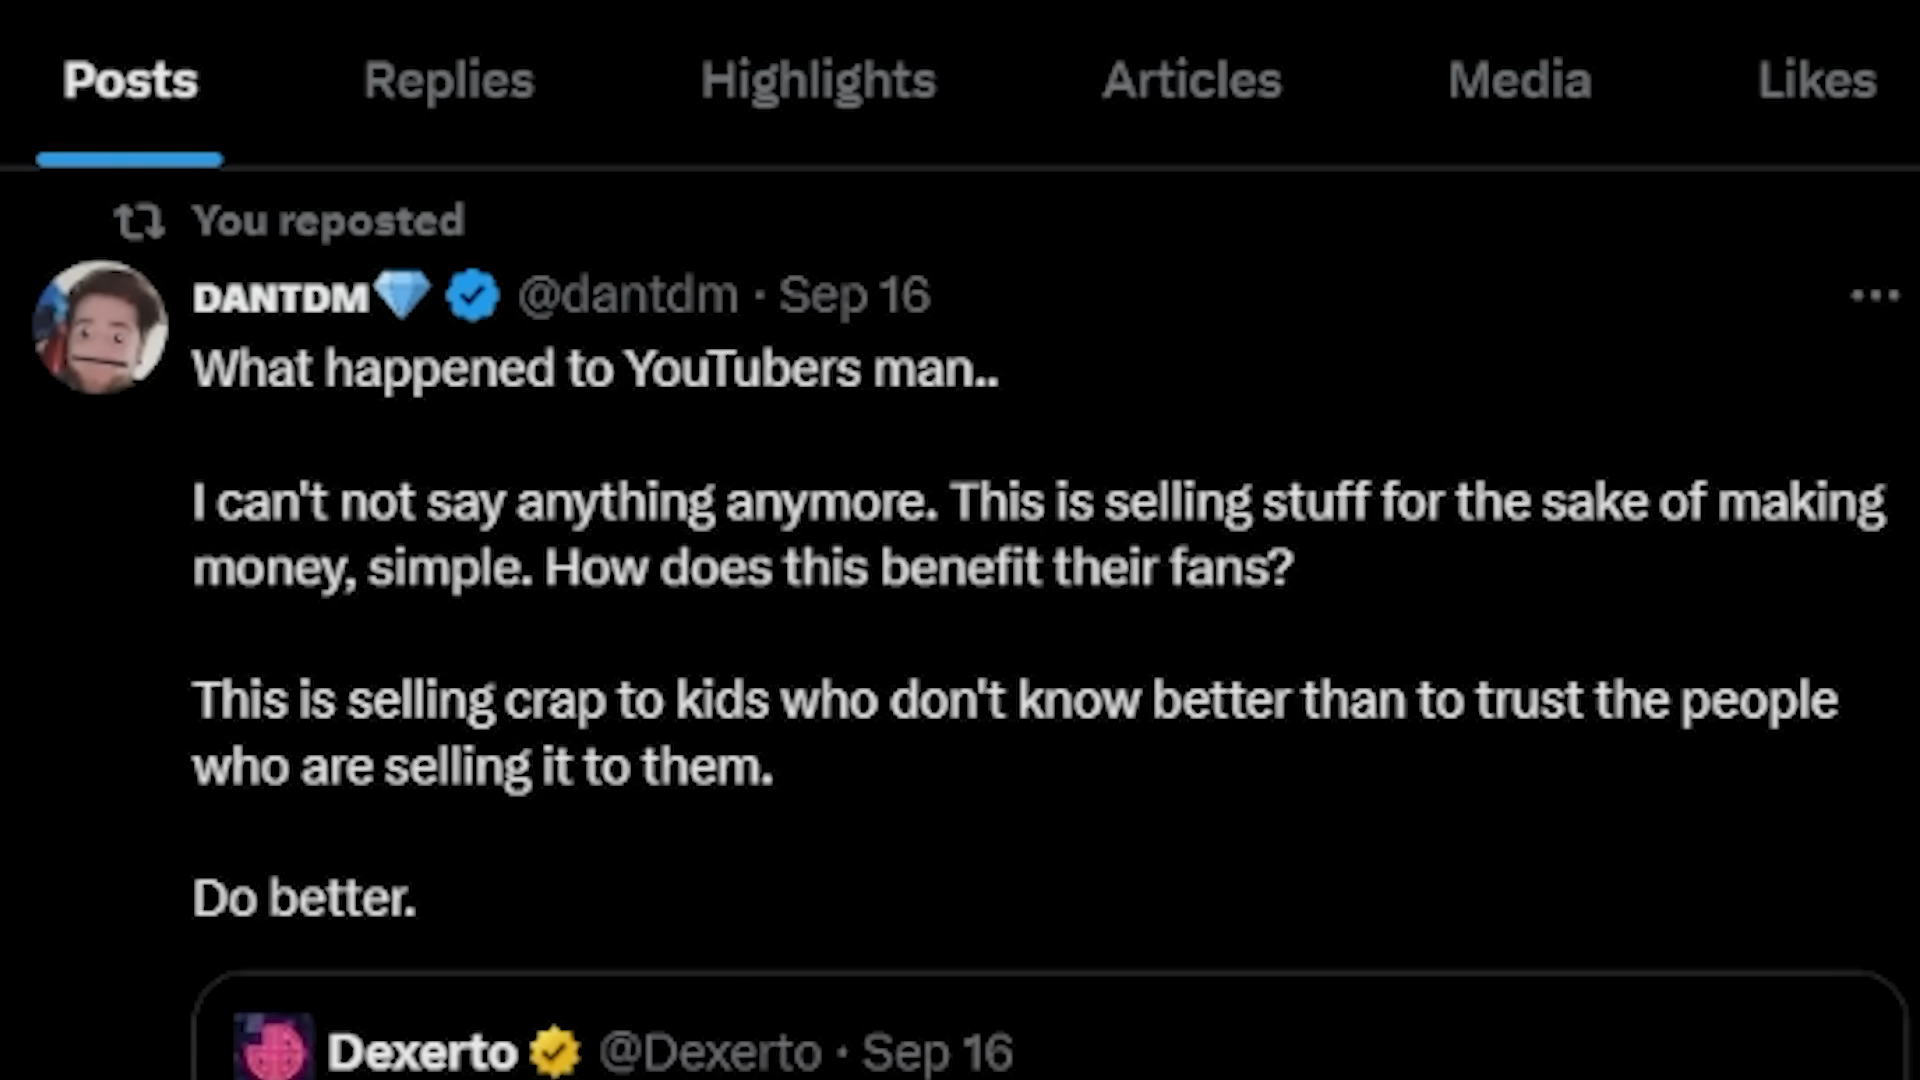 Posts Replies Highlights Articles Media Likes
You reposted
DANTDM💎 @dantdm · Sep 16
What happened to YouTubers man..
I can't not say anything anymore. This is selling stuff for the sake of making
money, simple. How does this benefit their fans?
This is selling crap to kids who don't know better than to trust the people
who are selling it to them.
Do better.
Dexerto @Dexerto · Sep 16